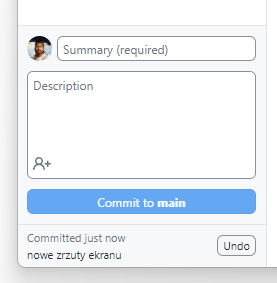 Summary (required)
Description
Commit to main
Committed just now
nowe zrzuty ekranu
Undo